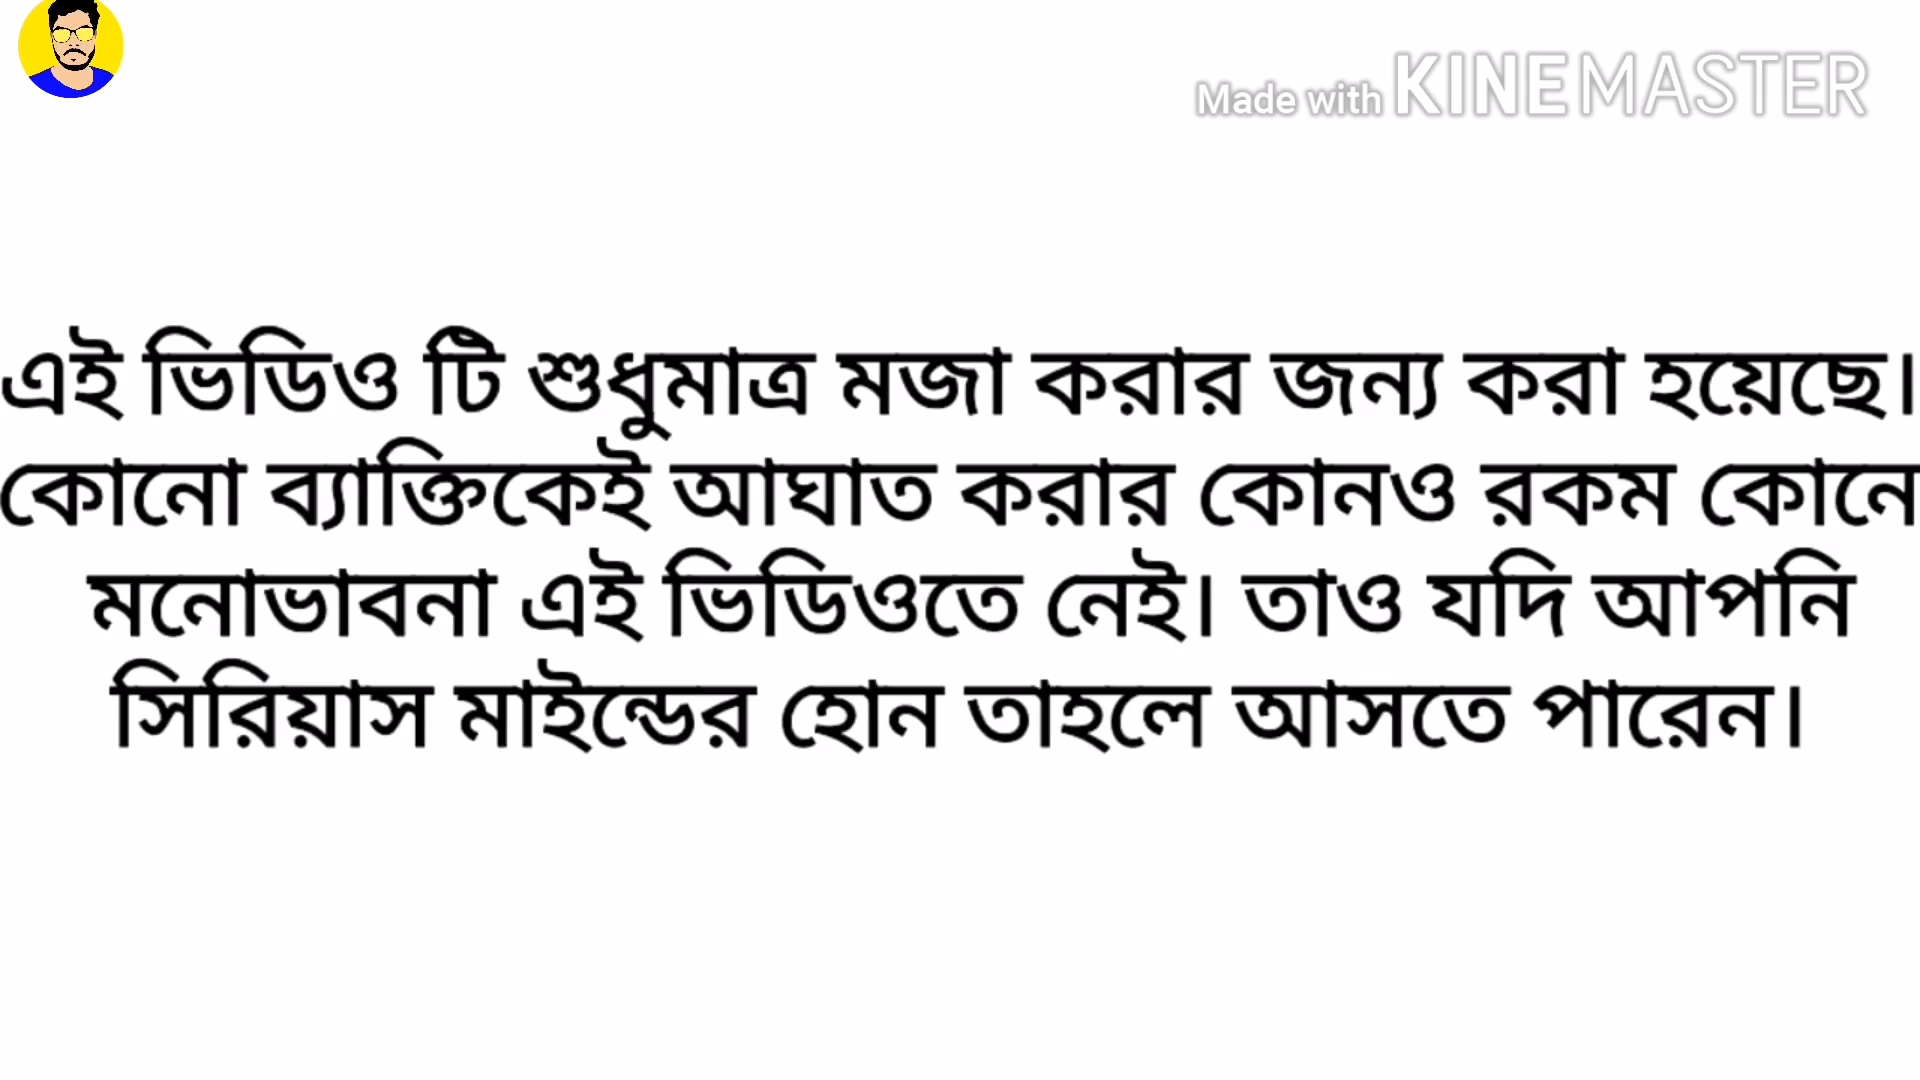 Made with KINEMASTER
এই ভিডিও টি শুধুমাত্র মজা করার জন্য করা হয়েছে।
কোনো ব্যাক্তিকেই আঘাত করার কোনও রকম কোনে
মনোভাবনা এই ভিডিওতে নেই। তাও যদি আপনি
সিরিয়াস মাইন্ডের হোন তাহলে আসতে পারেন।